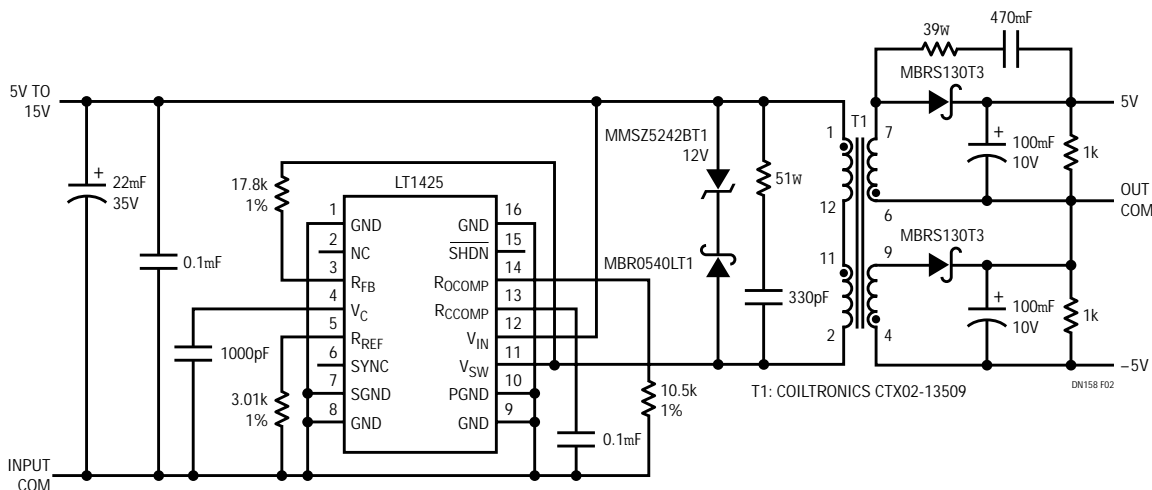 39w
470mF
MBRS130T3
5V TO
15V
5V
T1
1
7
MMSZ5242BT1
12V
+
100mF
10V
1k
+
22mF
35V
17.8k
1%
LT1425
51w
1
GND
16
GND
12
6
OUT
COM
2
NC
15
SHDN
MBRS130T3
0.1mF
3
RFB
14
ROCOMP
MBR0540LT1
11
9
4
VC
13
RCCOMP
330pF
+
100mF
10V
1k
5
RREF
12
VIN
1000pF
6
SYNC
11
VSW
2
4
–5V
3.01k
1%
7
SGND
10
PGND
10.5k
1%
T1: COILTRONICS CTX02-13509
DN158 F02
8
GND
9
GND
0.1mF
INPUT
COM